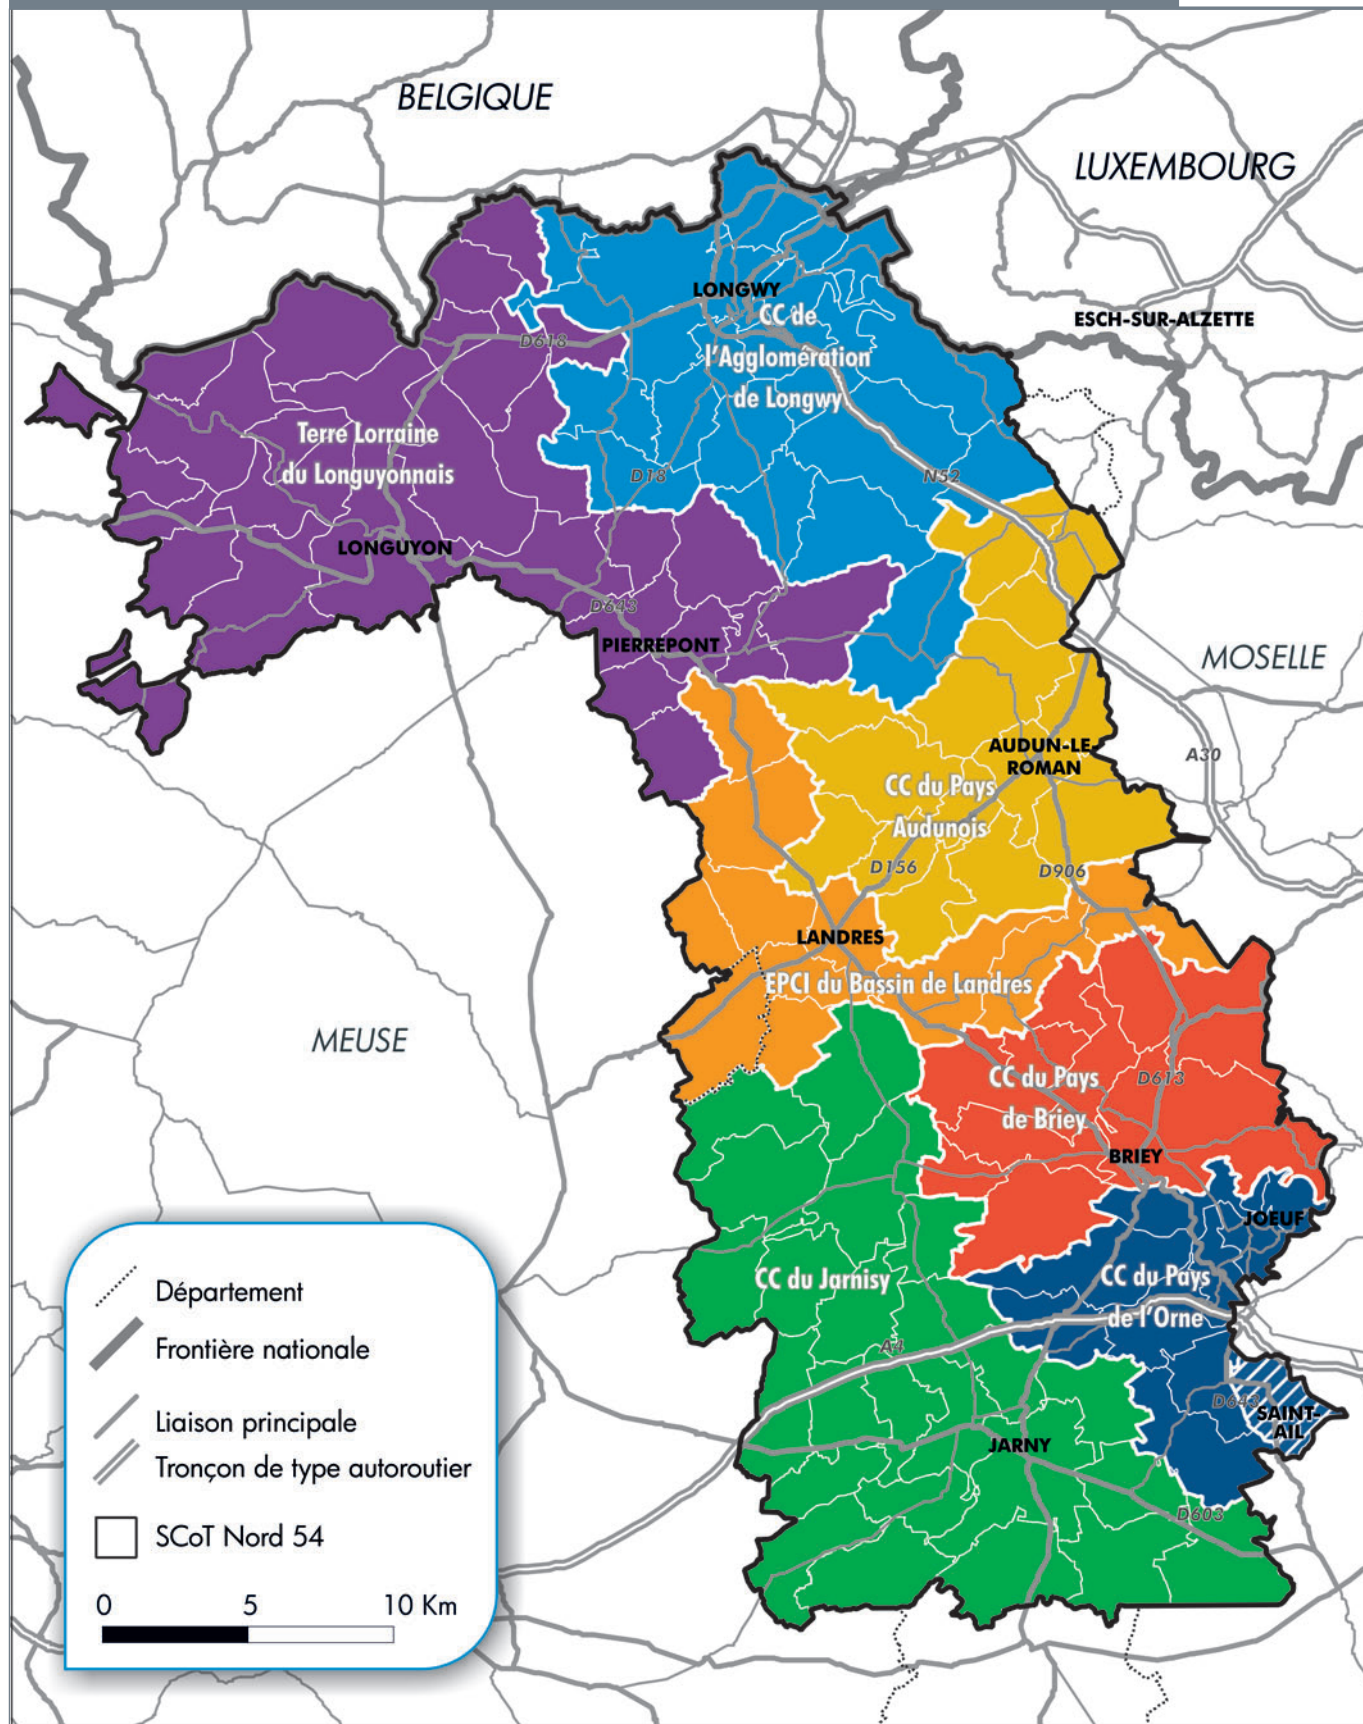 BELGIQUE
LUXEMBOURG
LONGWY
ESCH-SUR-ALZETTE
CC de
l'Agglomération
de Longwy
D618
Terre Lorraine
du Longuyonnais
D18
N52
LONGUYON
D643
PIERREPONT
MOSELLE
AUDUN-LE-
ROMAN
A30
CC du Pays
Audunois
D156
D906
LANDRES
EPCI du Bassin de Landres
MEUSE
CC du Pays
de Briey
D613
BRIEY
JOEUF
CC du Jarnisy
CC du Pays
de l'Orne
A4
D643
SAINT-
AIL
JARNY
D603
Département
Frontière nationale
Liaison principale
Tronçon de type autoroutier
SCoT Nord 54
0 5 10 Km